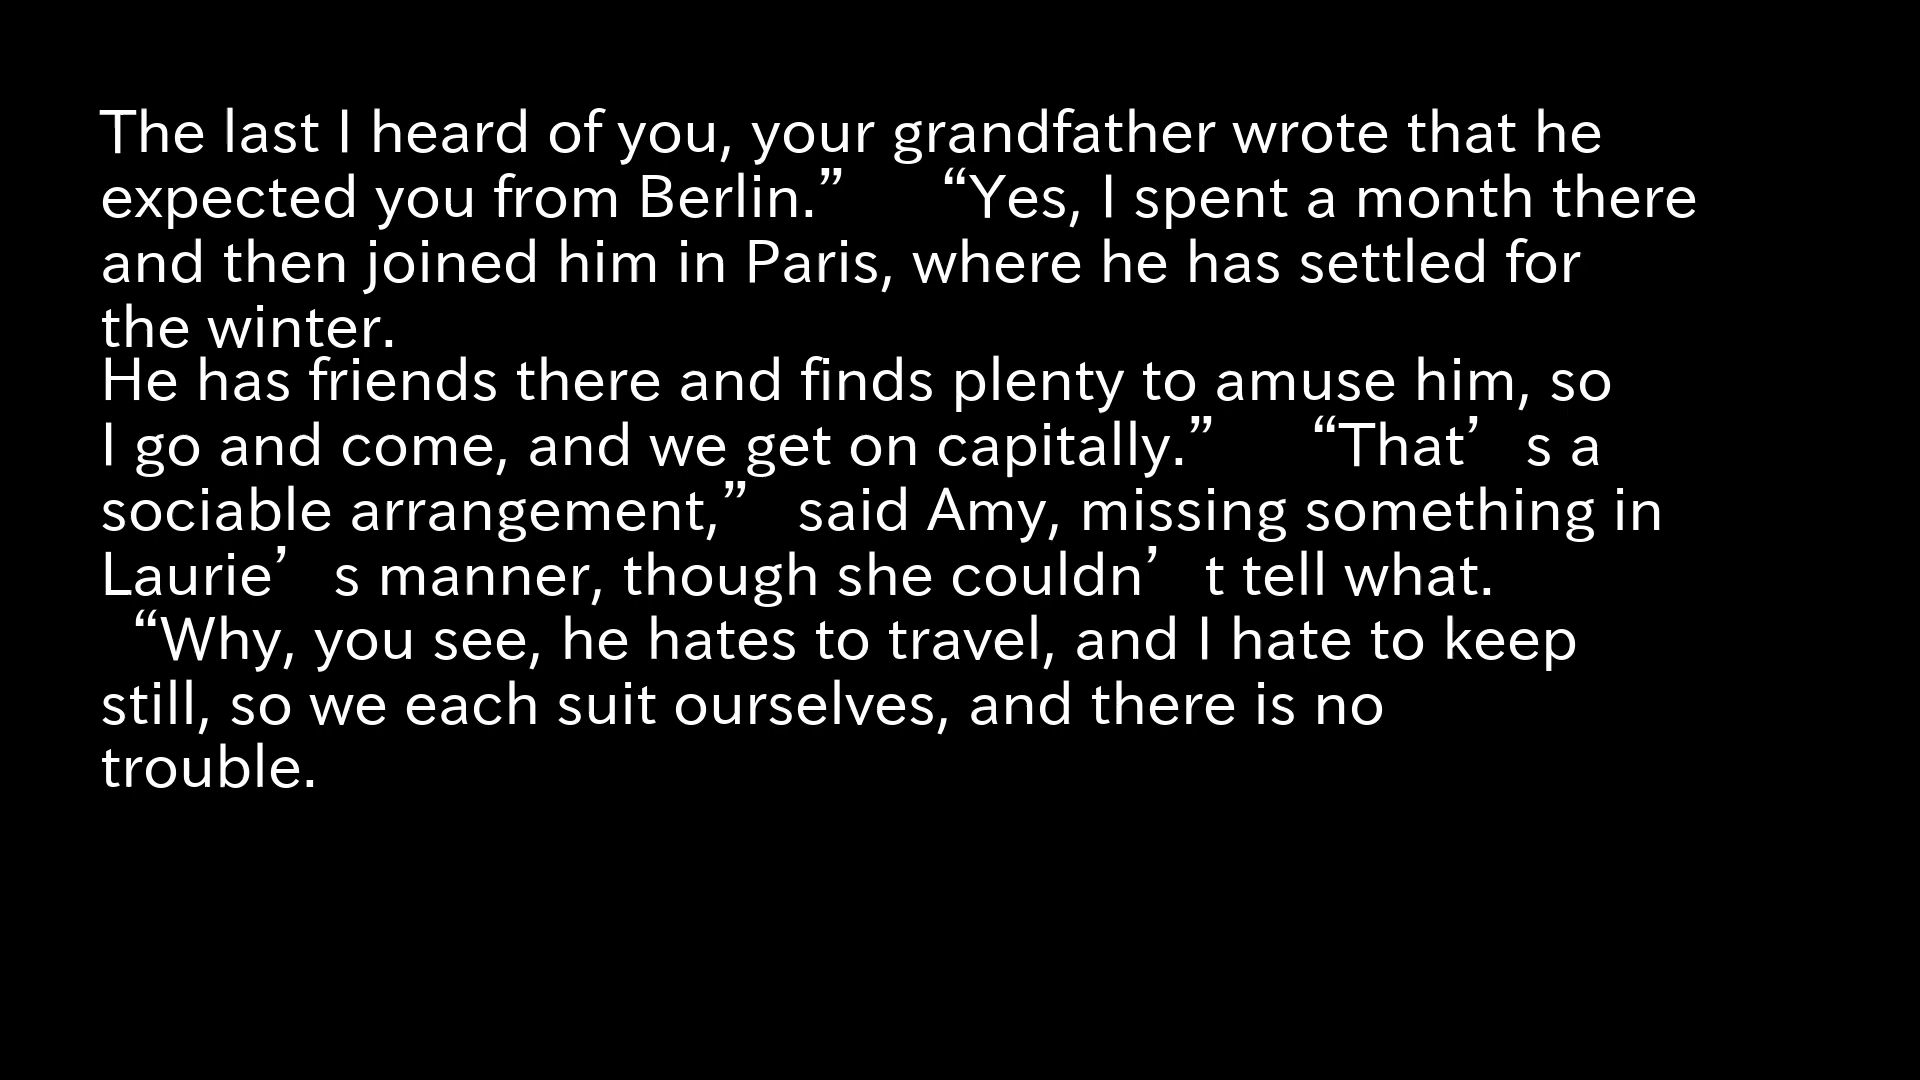 The last I heard of you, your grandfather wrote that he
expected you from Berlin.” “Yes, I spent a month there
and then joined him in Paris, where he has settled for
the winter.
He has friends there and finds plenty to amuse him, so
I go and come, and we get on capitally.” “That’s a
sociable arrangement,” said Amy, missing something in
Laurie’s manner, though she couldn’t tell what.
“Why, you see, he hates to travel, and I hate to keep
still, so we each suit ourselves, and there is no
trouble.